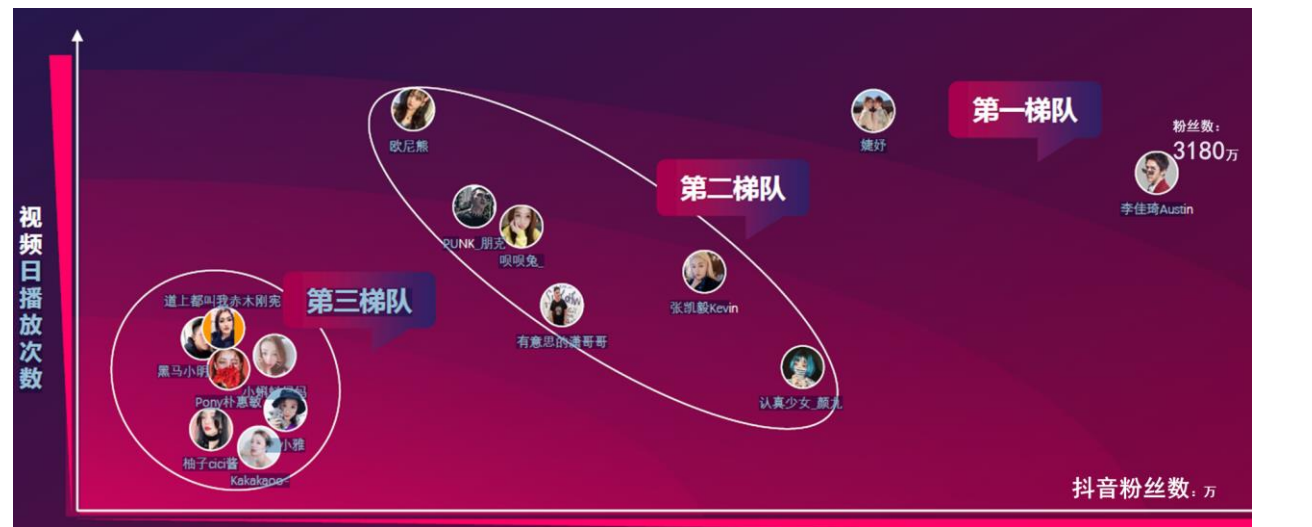 第一梯队
粉丝数:
3180万
李佳琦Austin
婕妤
欧尼熊
第二梯队
PUNK_朋克
呗呗兔_
张凯毅Kevin
有意思的潇哥哥
认真少女_颜九
第三梯队
道上都叫我赤木刚宪
黑马小明
Pony朴惠敏
小雅
柚子cici酱
Kakakaoo-
视频日播放次数
抖音粉丝数: 万